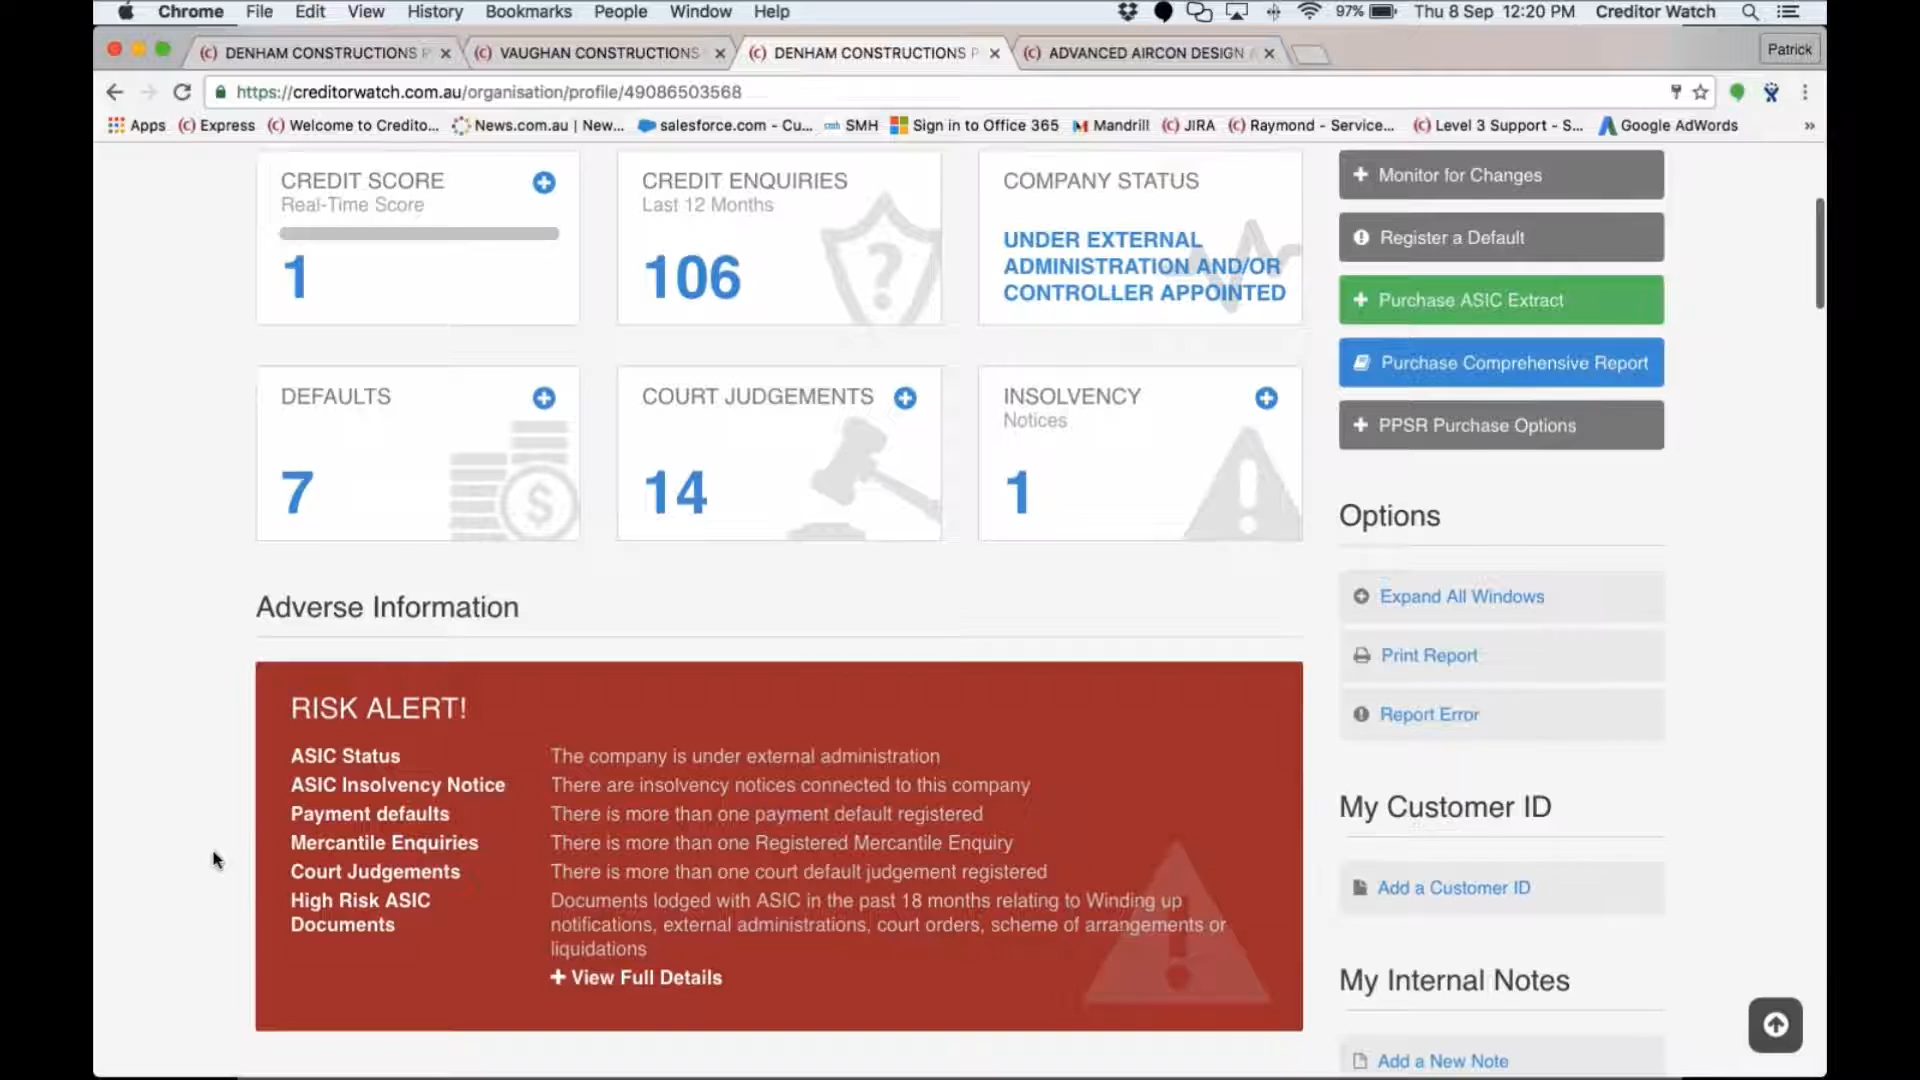 Chrome File Edit View History Bookmarks People Window Help 97% Thu 8 Sep 12:20 PM Creditor Watch
(c) DENHAM CONSTRUCTIONS P × (c) VAUGHAN CONSTRUCTIONS × (c) DENHAM CONSTRUCTIONS P × (c) ADVANCED AIRCON DESIGN × Patrick
https://creditorwatch.com.au/organisation/profile/49086503568
Apps (c) Express (c) Welcome to Credito... News.com.au | New... salesforce.com - Cu... smh SMH Sign in to Office 365 Mandrill (c) JIRA (c) Raymond - Service... (c) Level 3 Support - S... Google AdWords »
CREDIT SCORE
Real-Time Score
1
CREDIT ENQUIRIES
Last 12 Months
106
COMPANY STATUS
UNDER EXTERNAL
ADMINISTRATION AND/OR
CONTROLLER APPOINTED
DEFAULTS
7
COURT JUDGEMENTS
14
INSOLVENCY
Notices
1
Adverse Information
RISK ALERT!
ASIC Status The company is under external administration
ASIC Insolvency Notice There are insolvency notices connected to this company
Payment defaults There is more than one payment default registered
Mercantile Enquiries There is more than one Registered Mercantile Enquiry
Court Judgements There is more than one court default judgement registered
High Risk ASIC Documents lodged with ASIC in the past 18 months relating to Winding up
Documents notifications, external administrations, court orders, scheme of arrangements or
liquidations
+ View Full Details
+ Monitor for Changes
Register a Default
+ Purchase ASIC Extract
Purchase Comprehensive Report
+ PPSR Purchase Options
Options
Expand All Windows
Print Report
Report Error
My Customer ID
Add a Customer ID
My Internal Notes
Add a New Note